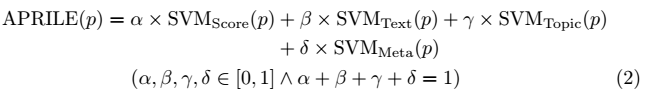 APRILE(p) = α × SVM_Score(p) + β × SVM_Text(p) + γ × SVM_Topic(p)
+ δ × SVM_Meta(p)
(α, β, γ, δ ∈ [0, 1] ∧ α + β + γ + δ = 1) (2)